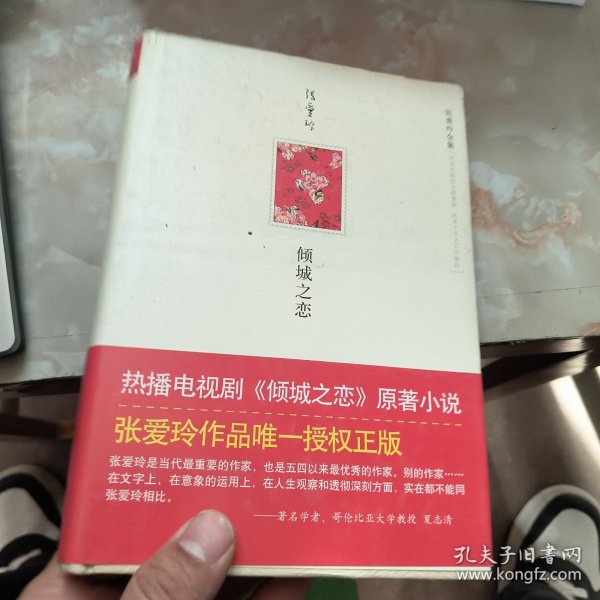 張愛玲
张爱玲全集
倾城之恋
热播电视剧《倾城之恋》原著小说
张爱玲作品唯一授权正版
张爱玲是当代最重要的作家，也是五四以来最优秀的作家。别的作家……
在文字上，在意象的运用上，在人生观察和透彻深刻方面，实在都不能同
张爱玲相比。
——著名学者、哥伦比亚大学教授 夏志清
孔夫子旧书网
www.kongfz.com